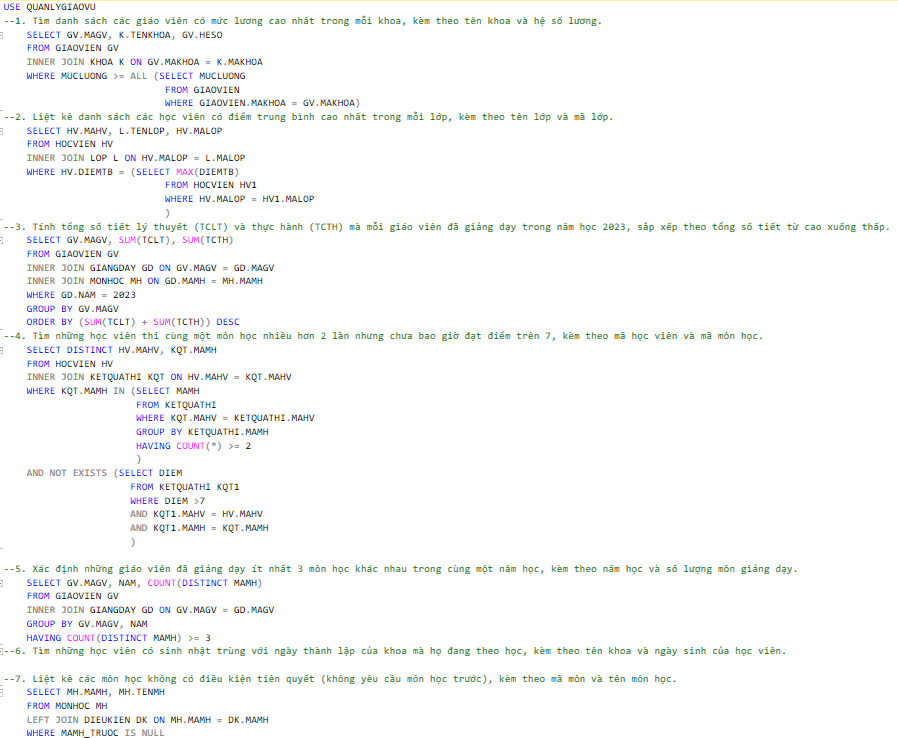 USE QUANLYGIAOVU
--1. Tìm danh sách các giáo viên có mức lương cao nhất trong mỗi khoa, kèm theo tên khoa và hệ số lương.
SELECT GV.MAGV, K.TENKHOA, GV.HESO
FROM GIAOVIEN GV
INNER JOIN KHOA K ON GV.MAKHOA = K.MAKHOA
WHERE MUCLUONG >= ALL (SELECT MUCLUONG
FROM GIAOVIEN
WHERE GIAOVIEN.MAKHOA = GV.MAKHOA)
--2. Liệt kê danh sách các học viên có điểm trung bình cao nhất trong mỗi lớp, kèm theo tên lớp và mã lớp.
SELECT HV.MAHV, L.TENLOP, HV.MALOP
FROM HOCVIEN HV
INNER JOIN LOP L ON HV.MALOP = L.MALOP
WHERE HV.DIEMTB = (SELECT MAX(DIEMTB)
FROM HOCVIEN HV1
WHERE HV.MALOP = HV1.MALOP
)
--3. Tính tổng số tiết lý thuyết (TCLT) và thực hành (TCTH) mà mỗi giáo viên đã giảng dạy trong năm học 2023, sắp xếp theo tổng số tiết từ cao xuống thấp.
SELECT GV.MAGV, SUM(TCLT), SUM(TCTH)
FROM GIAOVIEN GV
INNER JOIN GIANGDAY GD ON GV.MAGV = GD.MAGV
INNER JOIN MONHOC MH ON GD.MAMH = MH.MAMH
WHERE GD.NAM = 2023
GROUP BY GV.MAGV
ORDER BY (SUM(TCLT) + SUM(TCTH)) DESC
--4. Tìm những học viên thi cùng một môn học nhiều hơn 2 lần nhưng chưa bao giờ đạt điểm trên 7, kèm theo mã học viên và mã môn học.
SELECT DISTINCT HV.MAHV, KQT.MAMH
FROM HOCVIEN HV
INNER JOIN KETQUATHI KQT ON HV.MAHV = KQT.MAHV
WHERE KQT.MAMH IN (SELECT MAMH
FROM KETQUATHI
WHERE KQT.MAHV = KETQUATHI.MAHV
GROUP BY KETQUATHI.MAMH
HAVING COUNT(*) >= 2
)
AND NOT EXISTS (SELECT DIEM
FROM KETQUATHI KQT1
WHERE DIEM >7
AND KQT1.MAHV = HV.MAHV
AND KQT1.MAMH = KQT.MAMH
)
--5. Xác định những giáo viên đã giảng dạy ít nhất 3 môn học khác nhau trong cùng một năm học, kèm theo năm học và số lượng môn giảng dạy.
SELECT GV.MAGV, NAM, COUNT(DISTINCT MAMH)
FROM GIAOVIEN GV
INNER JOIN GIANGDAY GD ON GV.MAGV = GD.MAGV
GROUP BY GV.MAGV, NAM
HAVING COUNT(DISTINCT MAMH) >= 3
--6. Tìm những học viên có sinh nhật trùng với ngày thành lập của khoa mà họ đang theo học, kèm theo tên khoa và ngày sinh của học viên.
--7. Liệt kê các môn học không có điều kiện tiên quyết (không yêu cầu môn học trước), kèm theo mã môn và tên môn học.
SELECT MH.MAMH, MH.TENMH
FROM MONHOC MH
LEFT JOIN DIEUKIEN DK ON MH.MAMH = DK.MAMH
WHERE MAMH_TRUOC IS NULL